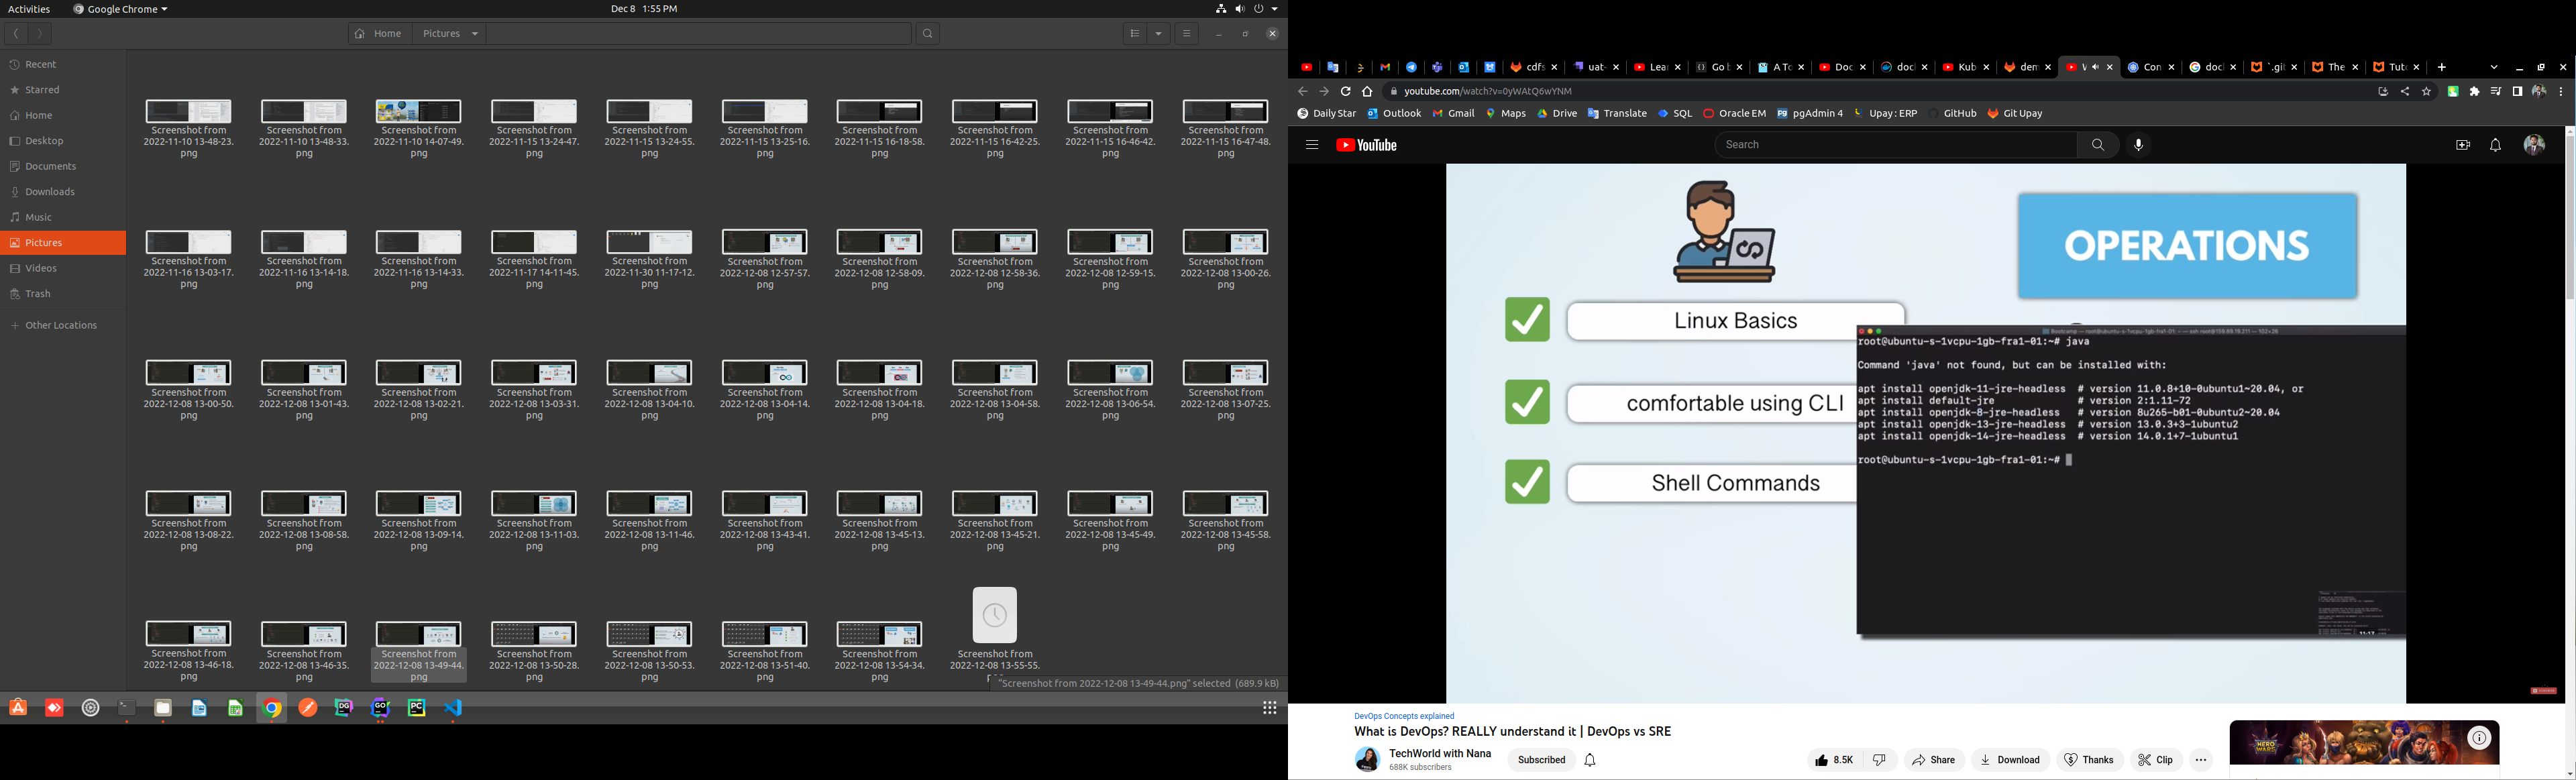 Activities Google Chrome Dec 8 1:55 PM
Home Pictures
Recent
Starred
Home
Desktop
Documents
Downloads
Music
Pictures
Videos
Trash
Other Locations
Screenshot from 2022-11-10 13-48-23.png
Screenshot from 2022-11-10 13-48-33.png
Screenshot from 2022-11-10 14-07-49.png
Screenshot from 2022-11-15 13-24-47.png
Screenshot from 2022-11-15 13-24-55.png
Screenshot from 2022-11-15 13-25-16.png
Screenshot from 2022-11-15 16-18-58.png
Screenshot from 2022-11-15 16-42-25.png
Screenshot from 2022-11-15 16-46-42.png
Screenshot from 2022-11-15 16-47-48.png
Screenshot from 2022-11-16 13-03-17.png
Screenshot from 2022-11-16 13-14-18.png
Screenshot from 2022-11-16 13-14-33.png
Screenshot from 2022-11-17 14-11-45.png
Screenshot from 2022-11-30 11-17-12.png
Screenshot from 2022-12-08 12-57-57.png
Screenshot from 2022-12-08 12-58-09.png
Screenshot from 2022-12-08 12-58-36.png
Screenshot from 2022-12-08 12-59-15.png
Screenshot from 2022-12-08 13-00-26.png
Screenshot from 2022-12-08 13-00-50.png
Screenshot from 2022-12-08 13-01-43.png
Screenshot from 2022-12-08 13-02-21.png
Screenshot from 2022-12-08 13-03-31.png
Screenshot from 2022-12-08 13-04-10.png
Screenshot from 2022-12-08 13-04-14.png
Screenshot from 2022-12-08 13-04-18.png
Screenshot from 2022-12-08 13-04-58.png
Screenshot from 2022-12-08 13-06-54.png
Screenshot from 2022-12-08 13-07-25.png
Screenshot from 2022-12-08 13-08-22.png
Screenshot from 2022-12-08 13-08-58.png
Screenshot from 2022-12-08 13-09-14.png
Screenshot from 2022-12-08 13-11-03.png
Screenshot from 2022-12-08 13-11-46.png
Screenshot from 2022-12-08 13-43-41.png
Screenshot from 2022-12-08 13-45-13.png
Screenshot from 2022-12-08 13-45-21.png
Screenshot from 2022-12-08 13-45-49.png
Screenshot from 2022-12-08 13-45-58.png
Screenshot from 2022-12-08 13-46-18.png
Screenshot from 2022-12-08 13-46-35.png
Screenshot from 2022-12-08 13-49-44.png
Screenshot from 2022-12-08 13-50-28.png
Screenshot from 2022-12-08 13-50-53.png
Screenshot from 2022-12-08 13-51-40.png
Screenshot from 2022-12-08 13-54-34.png
Screenshot from 2022-12-08 13-55-55.
"Screenshot from 2022-12-08 13-49-44.png" selected (689.9 kB)
cdfs uat- Lear Go b A To Doc doc Kub dem Con doc `.git The Tut
youtube.com/watch?v=0yWAtQ6wYNM
Daily Star Outlook Gmail Maps Drive Translate SQL Oracle EM pgAdmin 4 Upay : ERP GitHub Git Upay
YouTube Search
OPERATIONS
Linux Basics
comfortable using CLI
Shell Commands
root@ubuntu-s-1vcpu-1gb-fra1-01:~# java
Command 'java' not found, but can be installed with:
apt install openjdk-11-jre-headless # version 11.0.8+10-0ubuntu1~20.04, or
apt install default-jre # version 2:1.11-72
apt install openjdk-8-jre-headless # version 8u265-b01-0ubuntu2~20.04
apt install openjdk-13-jre-headless # version 13.0.3+3-1ubuntu2
apt install openjdk-14-jre-headless # version 14.0.1+7-1ubuntu1
root@ubuntu-s-1vcpu-1gb-fra1-01:~#
DevOps Concepts explained
What is DevOps? REALLY understand it | DevOps vs SRE
TechWorld with Nana
688K subscribers
Subscribed
8.5K Share Download Thanks Clip
HERO WARS